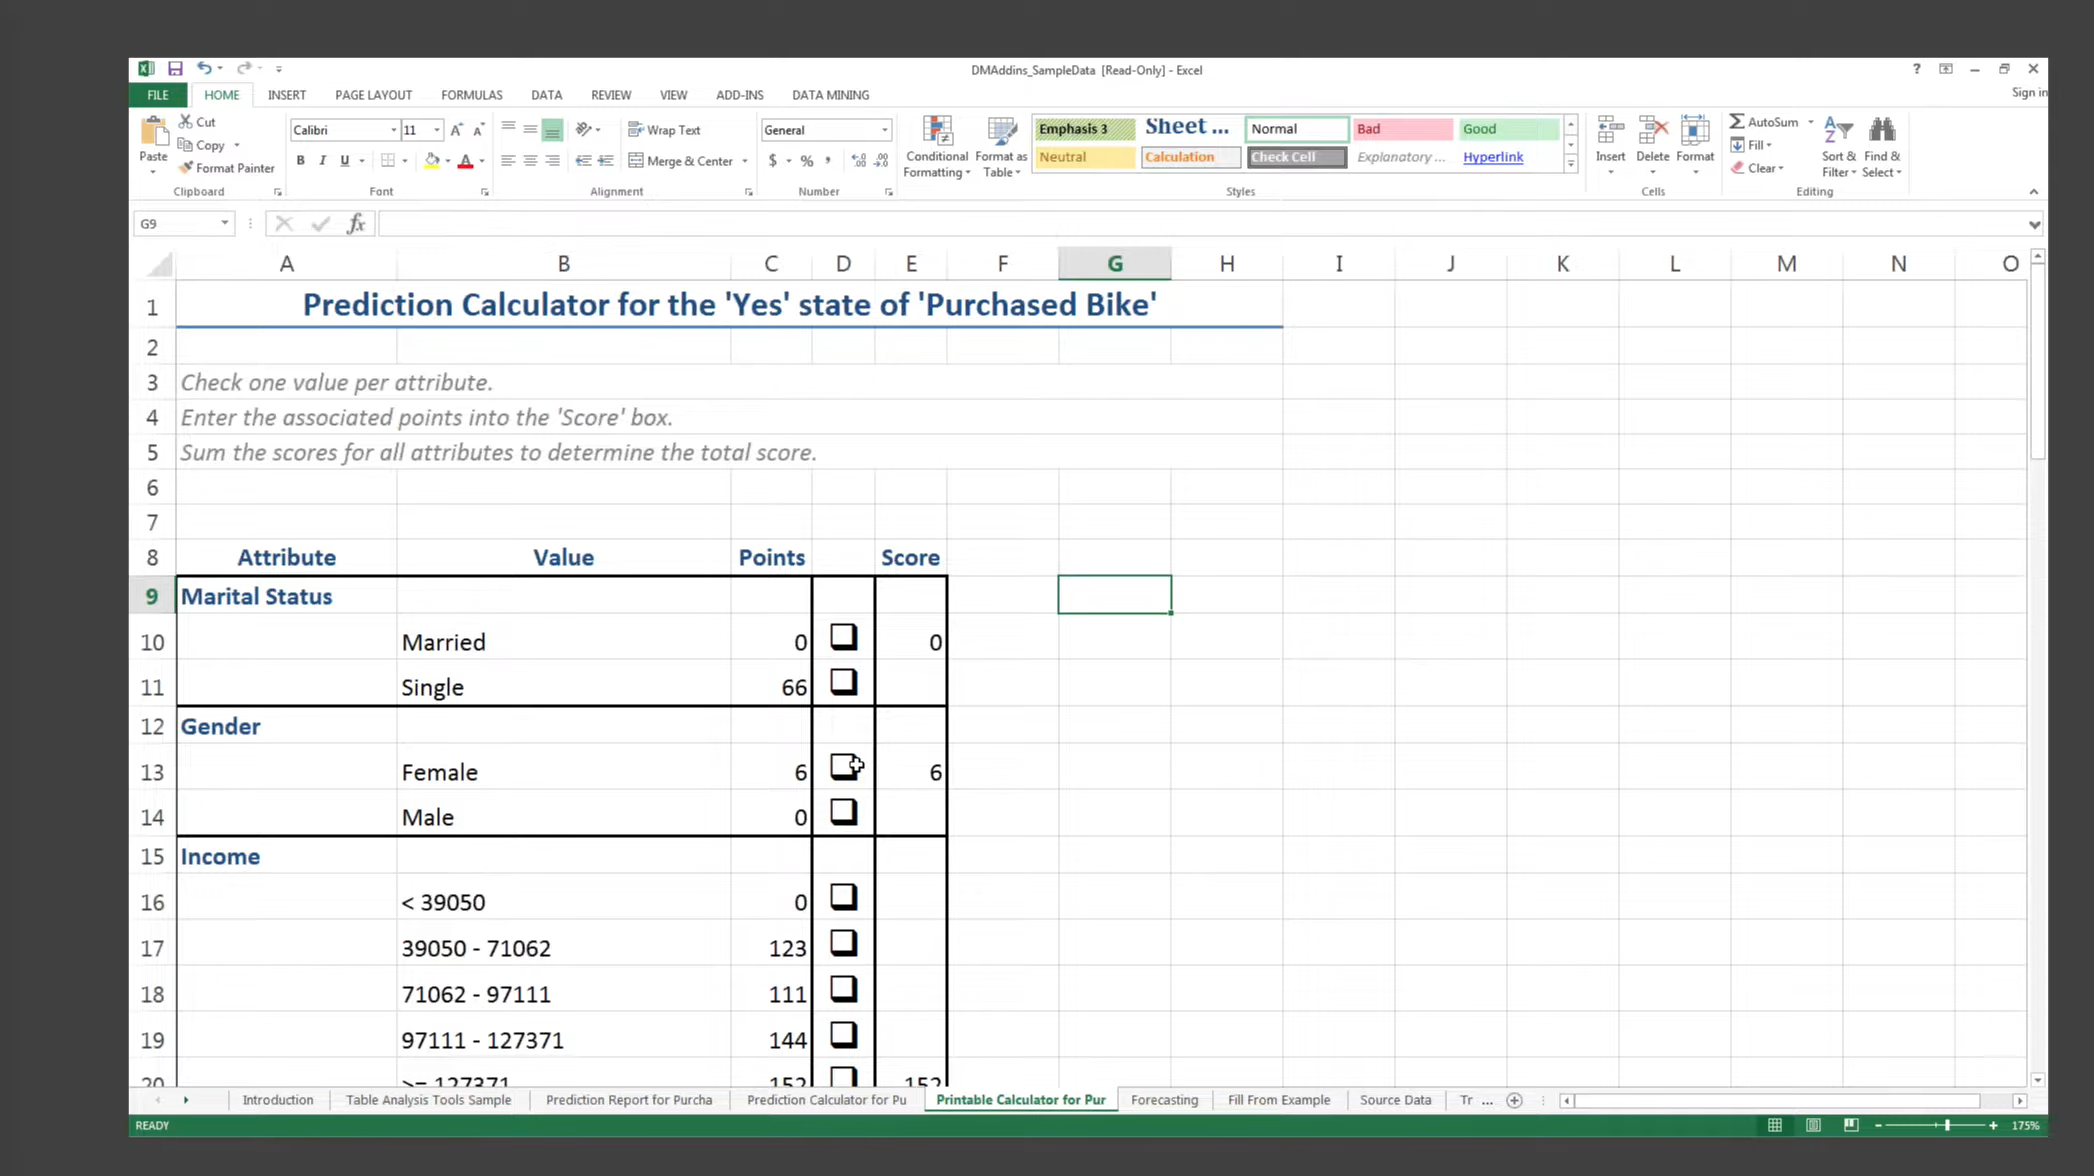 DMAddins_SampleData [Read-Only] - Excel
Sign in
FILE HOME INSERT PAGE LAYOUT FORMULAS DATA REVIEW VIEW ADD-INS DATA MINING
Paste
Cut
Copy
Format Painter
Clipboard
Calibri 11
B I U
Font
Wrap Text
Merge & Center
Alignment
General
$ % ,
Number
Conditional Formatting
Format as Table
Emphasis 3 Sheet ... Normal Bad Good
Neutral Calculation Check Cell Explanatory ... Hyperlink
Styles
Insert Delete Format
Cells
AutoSum
Fill
Clear
Sort & Filter
Find & Select
Editing
G9
fx
A B C D E F G H I J K L M N O
1 Prediction Calculator for the 'Yes' state of 'Purchased Bike'
2
3 Check one value per attribute.
4 Enter the associated points into the 'Score' box.
5 Sum the scores for all attributes to determine the total score.
6
7
8 Attribute Value Points Score
9 Marital Status
10 Married 0 0
11 Single 66
12 Gender
13 Female 6 6
14 Male 0
15 Income
16 < 39050 0
17 39050 - 71062 123
18 71062 - 97111 111
19 97111 - 127371 144
20 >= 127371 152 152
Introduction Table Analysis Tools Sample Prediction Report for Purcha Prediction Calculator for Pu Printable Calculator for Pur Forecasting Fill From Example Source Data Tr ...
READY
175%